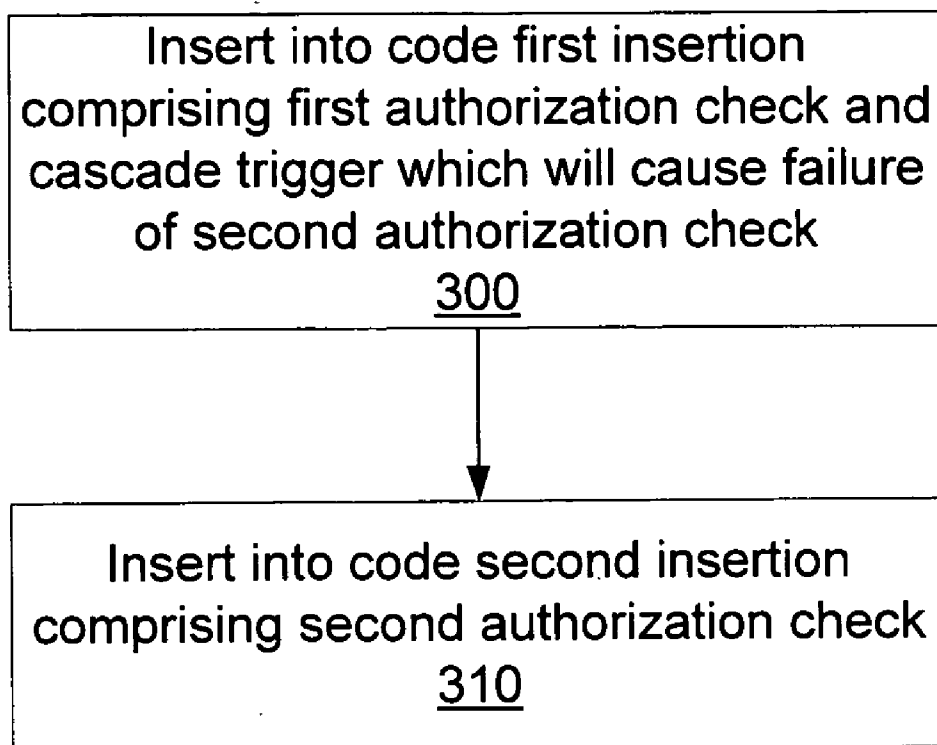 Insert into code first insertion
comprising first authorization check and
cascade trigger which will cause failure
of second authorization check
300
Insert into code second insertion
comprising second authorization check
310